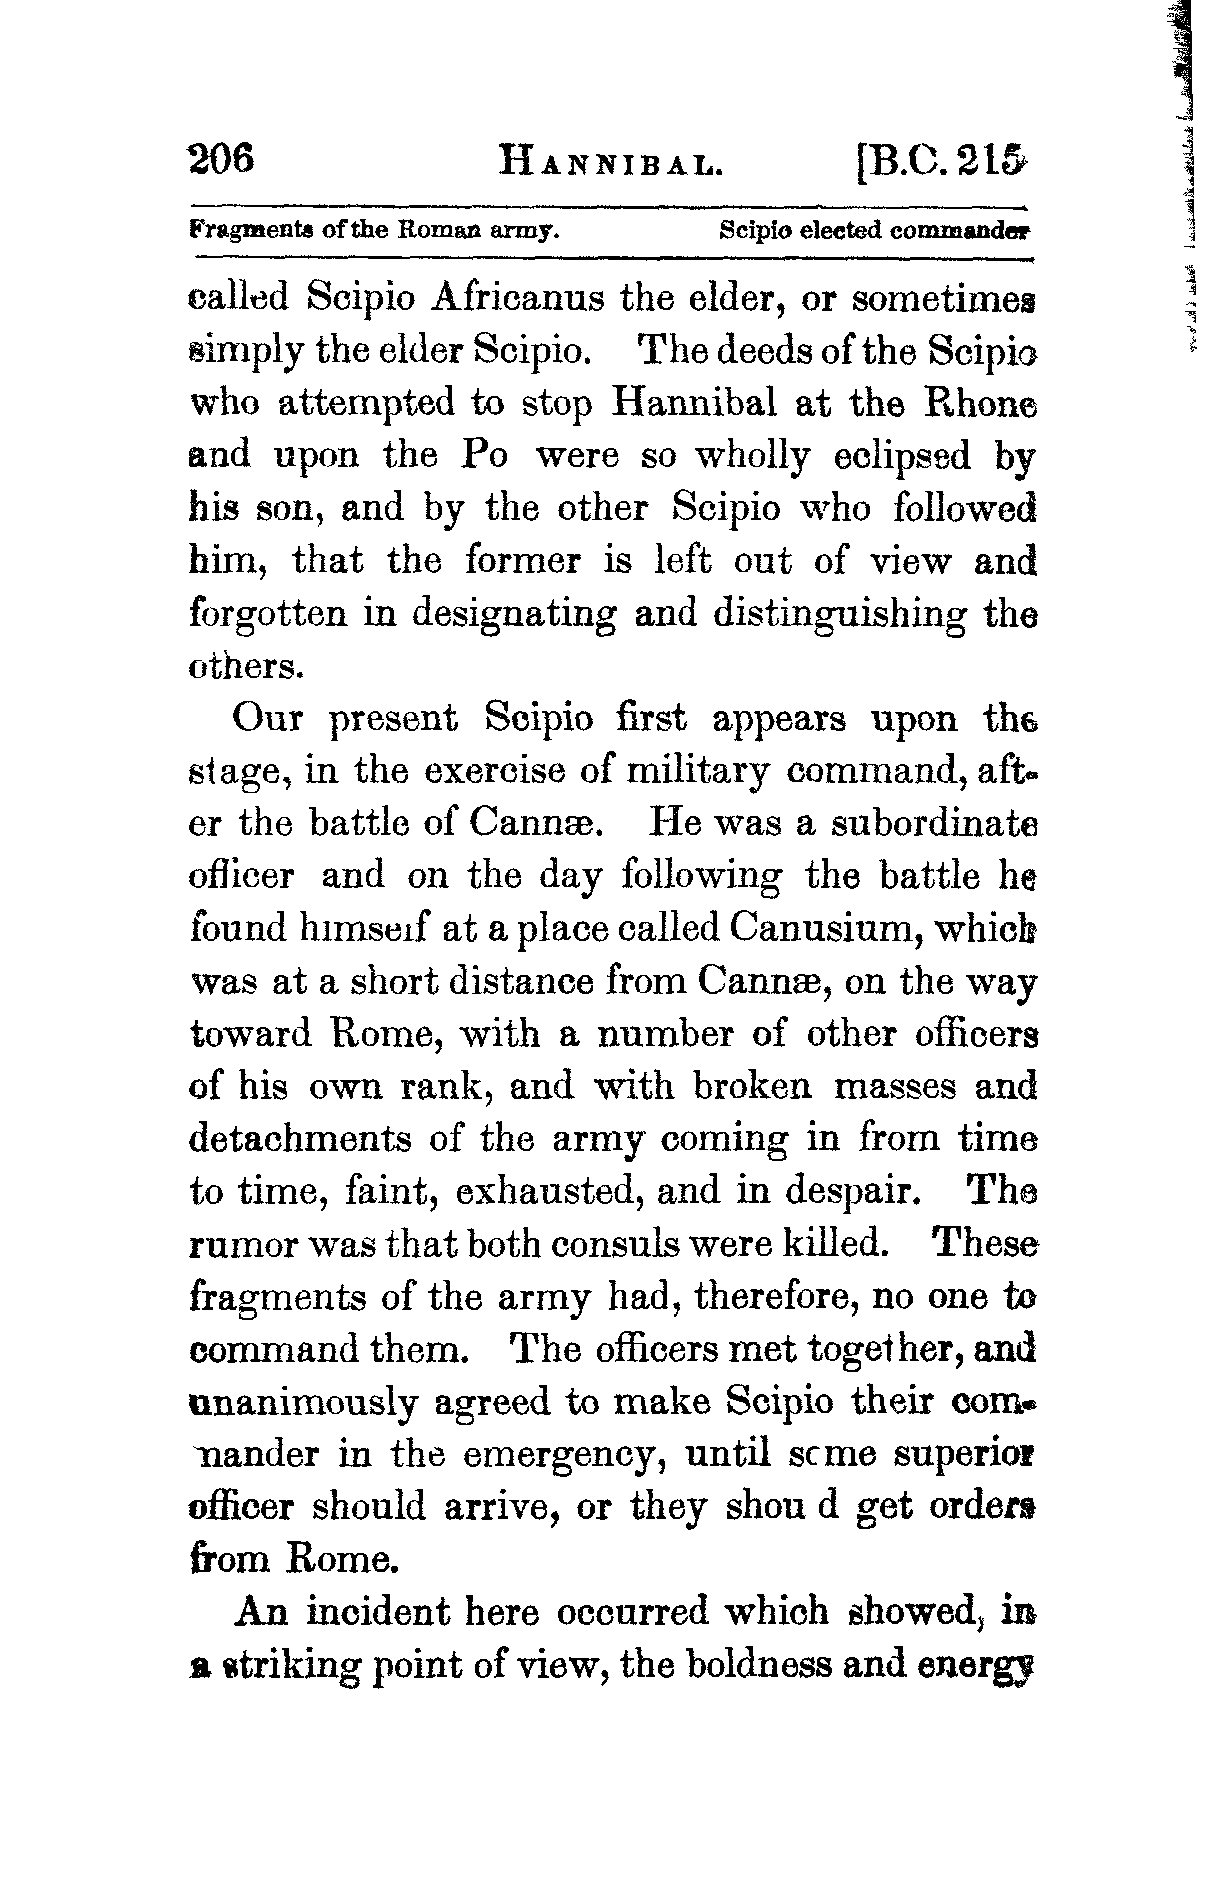 206 HANNIBAL. [B.C. 215
Fragments of the Roman army. Scipio elected commander
called Scipio Africanus the elder, or sometimes
simply the elder Scipio. The deeds of the Scipio
who attempted to stop Hannibal at the Rhone
and upon the Po were so wholly eclipsed by
his son, and by the other Scipio who followed
him, that the former is left out of view and
forgotten in designating and distinguishing the
others.
Our present Scipio first appears upon the
stage, in the exercise of military command, aft-
er the battle of Cannæ. He was a subordinate
officer and on the day following the battle he
found himself at a place called Canusium, which
was at a short distance from Cannæ, on the way
toward Rome, with a number of other officers
of his own rank, and with broken masses and
detachments of the army coming in from time
to time, faint, exhausted, and in despair. The
rumor was that both consuls were killed. These
fragments of the army had, therefore, no one to
command them. The officers met together, and
unanimously agreed to make Scipio their com-
mander in the emergency, until some superior
officer should arrive, or they shou d get orders
from Rome.
An incident here occurred which showed, in
a striking point of view, the boldness and energy